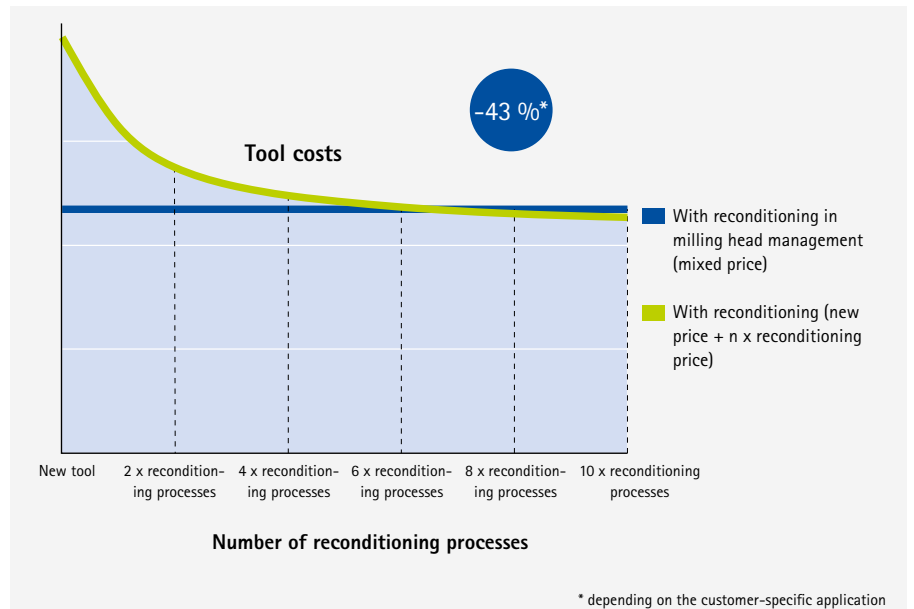 -43 %*
Tool costs
With reconditioning in
milling head management
(mixed price)
With reconditioning (new
price + n x reconditioning
price)
New tool
2 x recondition-
ing processes
4 x recondition-
ing processes
6 x recondition-
ing processes
8 x recondition-
ing processes
10 x reconditioning
processes
Number of reconditioning processes
* depending on the customer-specific application